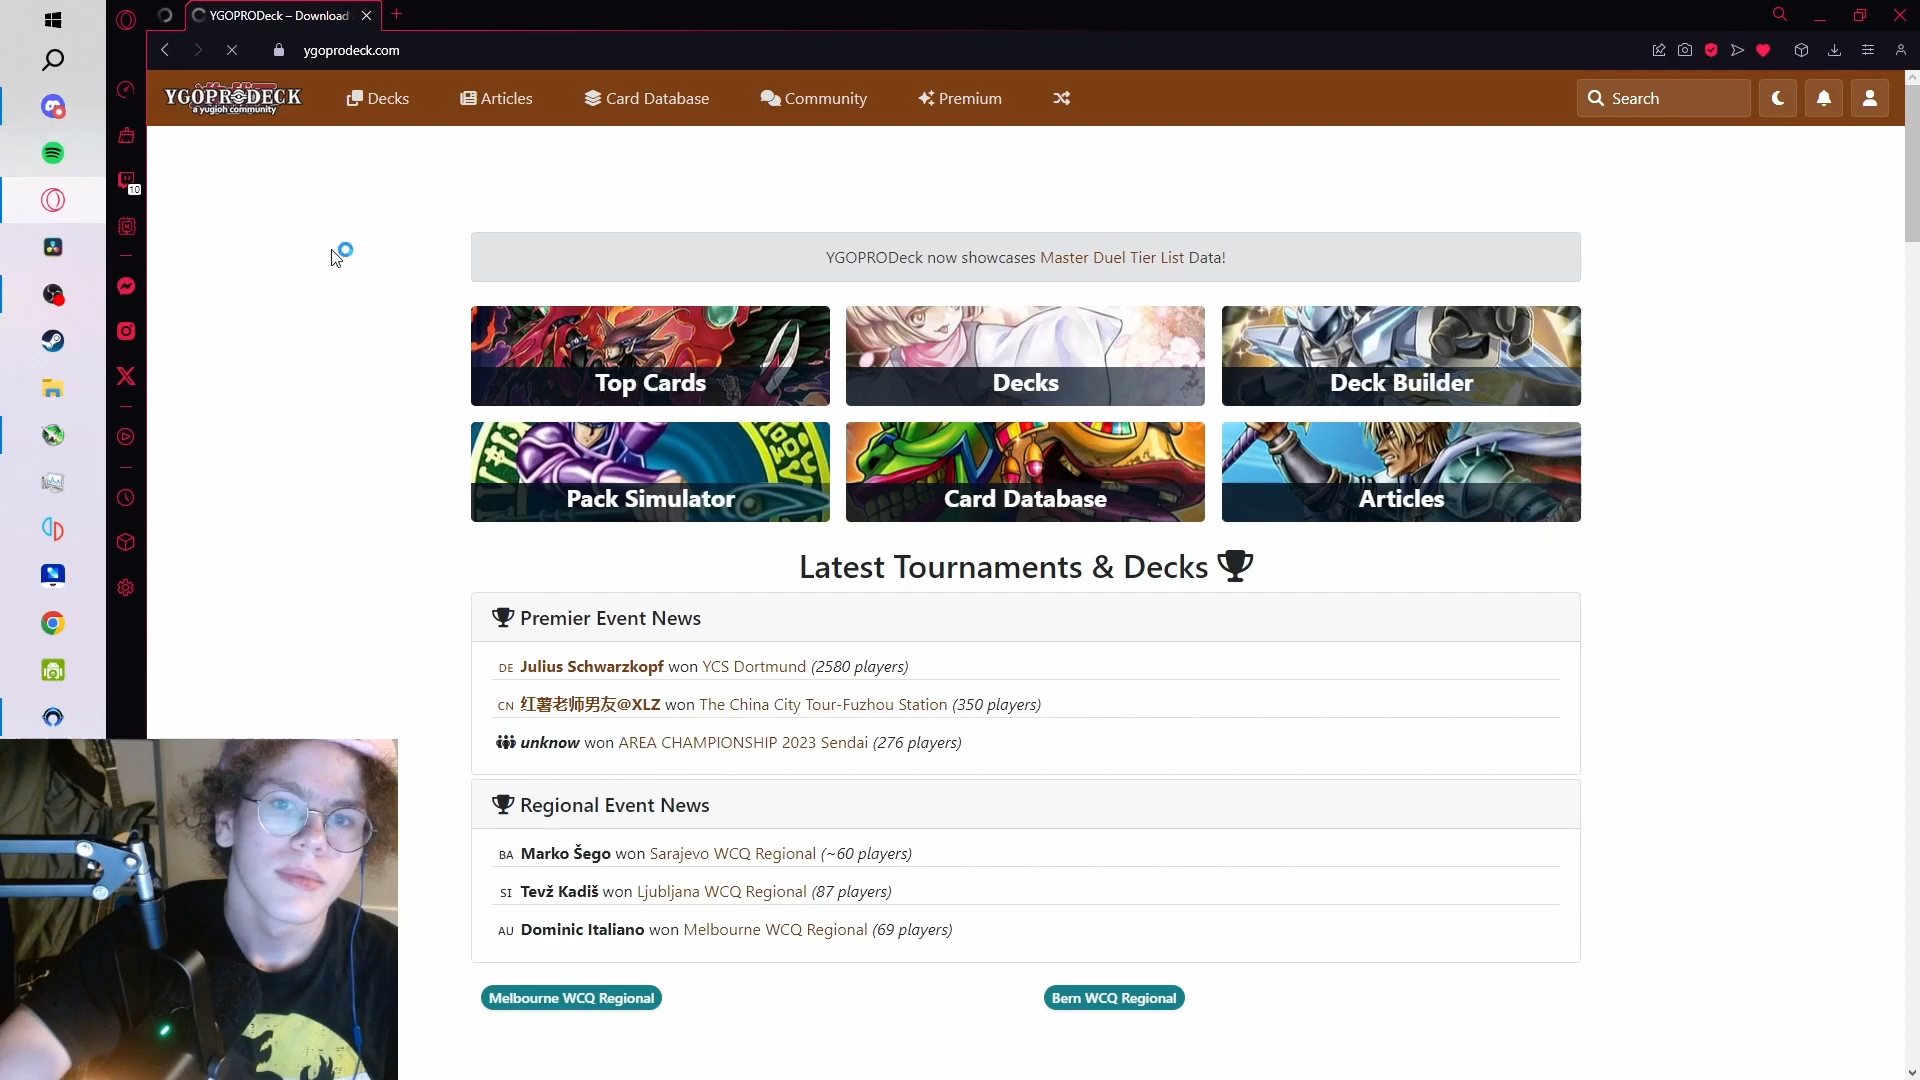 YGOPRODeck – Download
ygoprodeck.com
YGOPRODECK
a yugioh community
Decks
Articles
Card Database
Community
Premium
Search
10
YGOPRODeck now showcases Master Duel Tier List Data!
Top Cards
Decks
Deck Builder
Pack Simulator
Card Database
Articles
Latest Tournaments & Decks
Premier Event News
DE Julius Schwarzkopf won YCS Dortmund (2580 players)
CN 红薯老师男友@XLZ won The China City Tour-Fuzhou Station (350 players)
unknow won AREA CHAMPIONSHIP 2023 Sendai (276 players)
Regional Event News
BA Marko Šego won Sarajevo WCQ Regional (~60 players)
SI Tevž Kadiš won Ljubljana WCQ Regional (87 players)
AU Dominic Italiano won Melbourne WCQ Regional (69 players)
Melbourne WCQ Regional
Bern WCQ Regional